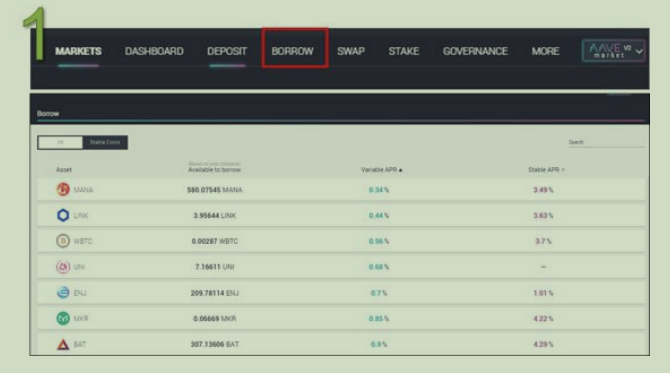 1
MARKETS DASHBOARD DEPOSIT BORROW SWAP STAKE GOVERNANCE MORE AAVE V2 market
Borrow
All Stable Coins Search
Asset Available to borrow Variable APR ▲ Stable APR
MANA 580.07545 MANA 0.34 % 3.49 %
LINK 3.95644 LINK 0.44 % 3.63 %
WBTC 0.00287 WBTC 0.56 % 3.7 %
UNI 7.16611 UNI 0.68 % –
ENJ 209.78114 ENJ 0.7 % 1.01 %
MKR 0.06669 MKR 0.85 % 4.22 %
BAT 307.13606 BAT 0.9 % 4.29 %